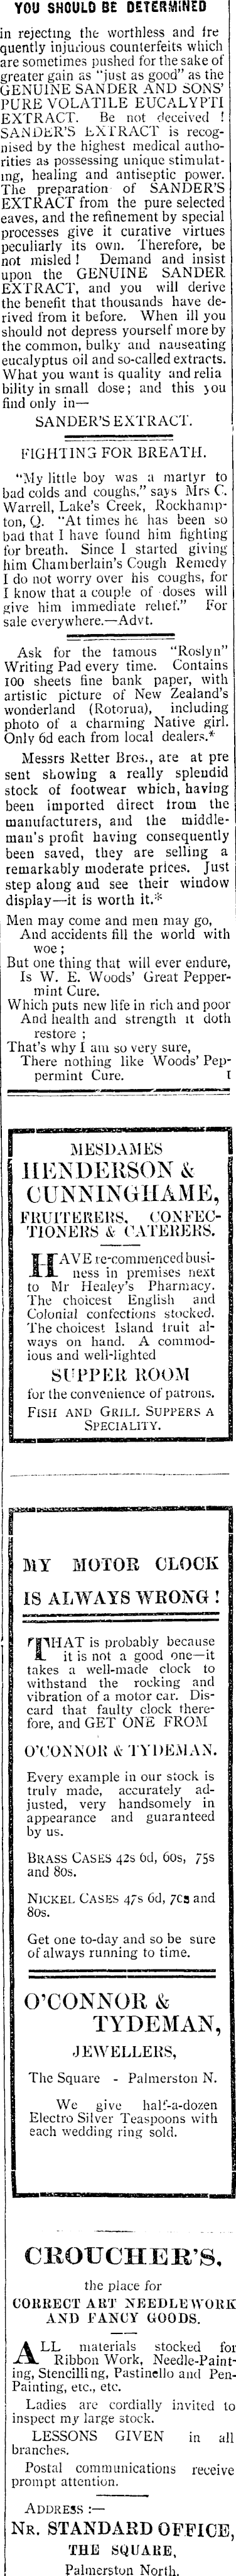 YOU SHOULD BE DETERMINED
in rejecting the worthless and fre
quently injurious counterfeits which
are sometimes pushed for the sake of
greater gain as "just as good" as the
GENUINE SANDER AND SONS'
PURE VOLATILE EUCALYPTI
EXTRACT. Be not deceived !
SANDER'S EXTRACT is recog-
nised by the highest medical autho-
rities as possessing unique stimulat-
ing, healing and antiseptic power.
The preparation of SANDER'S
EXTRACT from the pure selected
eaves, and the refinement by special
processes give it curative virtues
peculiarly its own. Therefore, be
not misled! Demand and insist
upon the GENUINE SANDER
EXTRACT, and you will derive
the benefit that thousands have de-
rived from it before. When ill you
should not depress yourself more by
the common, bulky and nauseating
eucalyptus oil and so-called extracts.
What you want is quality and relia
bility in small dose; and this you
find only in—
SANDER'S EXTRACT.
FIGHTING FOR BREATH.
"My little boy was a martyr to
bad colds and coughs," says Mrs C.
Warrell, Lake's Creek, Rockhamp-
ton, Q. "At times he has been so
bad that I have found him fighting
for breath. Since I started giving
him Chamberlain's Cough Remedy
I do not worry over his coughs, for
I know that a couple of doses will
give him immediate relief." For
sale everywhere.—Advt.
Ask for the famous "Roslyn"
Writing Pad every time. Contains
100 sheets fine bank paper, with
artistic picture of New Zealand's
wonderland (Rotorua), including
photo of a charming Native girl.
Only 6d each from local dealers.*
Messrs Retter Bros., are at pre
sent showing a really splendid
stock of footwear which, having
been imported direct from the
manufacturers, and the middle-
man's profit having consequently
been saved, they are selling a
remarkably moderate prices. Just
step along and see their window
display—it is worth it.*
Men may come and men may go,
And accidents fill the world with
woe ;
But one thing that will ever endure,
Is W. E. Woods' Great Pepper-
mint Cure.
Which puts new life in rich and poor
And health and strength it doth
restore ;
That's why I am so very sure,
There nothing like Woods' Pep-
permint Cure. 1
MESDAMES
HENDERSON &
CUNNINGHAME,
FRUITERERS, CONFEC-
TIONERS & CATERERS.
HAVE re-commenced busi-
ness in premises next
to Mr Healey's Pharmacy.
The choicest English and
Colonial confections stocked.
The choicest Island fruit al-
ways on hand. A commod-
ious and well-lighted
SUPPER ROOM
for the convenience of patrons.
FISH AND GRILL SUPPERS A
SPECIALITY.
MY MOTOR CLOCK
IS ALWAYS WRONG !
THAT is probably because
it is not a good one—it
takes a well-made clock to
withstand the rocking and
vibration of a motor car. Dis-
card that faulty clock there-
fore, and GET ONE FROM
O'CONNOR & TYDEMAN.
Every example in our stock is
truly made, accurately ad-
justed, very handsomely in
appearance and guaranteed
by us.
BRASS CASES 42s 6d, 60s, 75s
and 80s.
NICKEL CASES 47s 6d, 70s and
80s.
Get one to-day and so be sure
of always running to time.
O'CONNOR &
TYDEMAN,
JEWELLERS,
The Square - Palmerston N.
We give half-a-dozen
Electro Silver Teaspoons with
each wedding ring sold.
CROUCHER'S,
the place for
CORRECT ART NEEDLEWORK
AND FANCY GOODS.
ALL materials stocked for
Ribbon Work, Needle-Paint-
ing, Stencilling, Pastinello and Pen-
Painting, etc., etc.
Ladies are cordially invited to
inspect my large stock.
LESSONS GIVEN in all
branches.
Postal communications receive
prompt attention.
ADDRESS :—
NR. STANDARD OFFICE,
THE SQUARE,
Palmerston North.